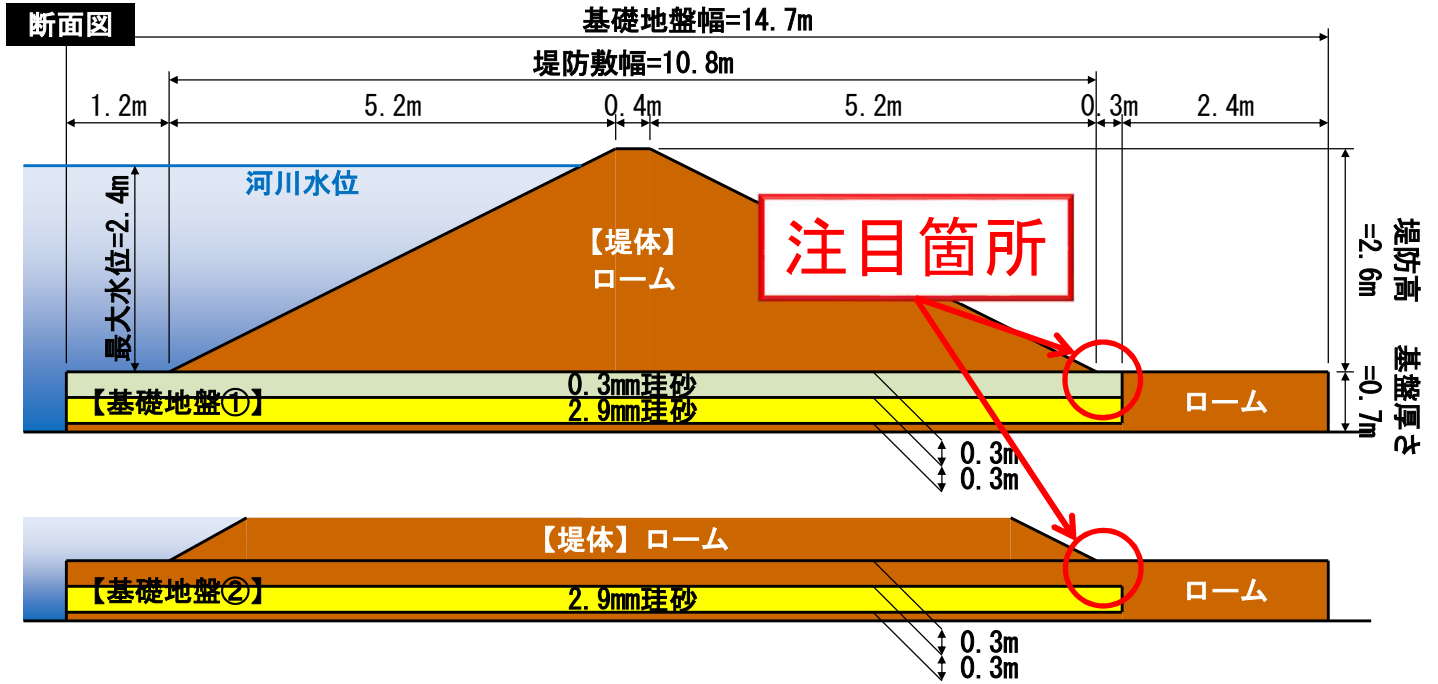 断面図
基礎地盤幅=14.7m
堤防敷幅=10.8m
1.2m
5.2m
0.4m
5.2m
0.3m
2.4m
河川水位
最大水位=2.4m
【堤体】
ローム
注目箇所
堤防高
=2.6m
基盤厚さ
=0.7m
0.3mm珪砂
【基礎地盤①】
2.9mm珪砂
ローム
0.3m
0.3m
【堤体】ローム
【基礎地盤②】
2.9mm珪砂
ローム
0.3m
0.3m